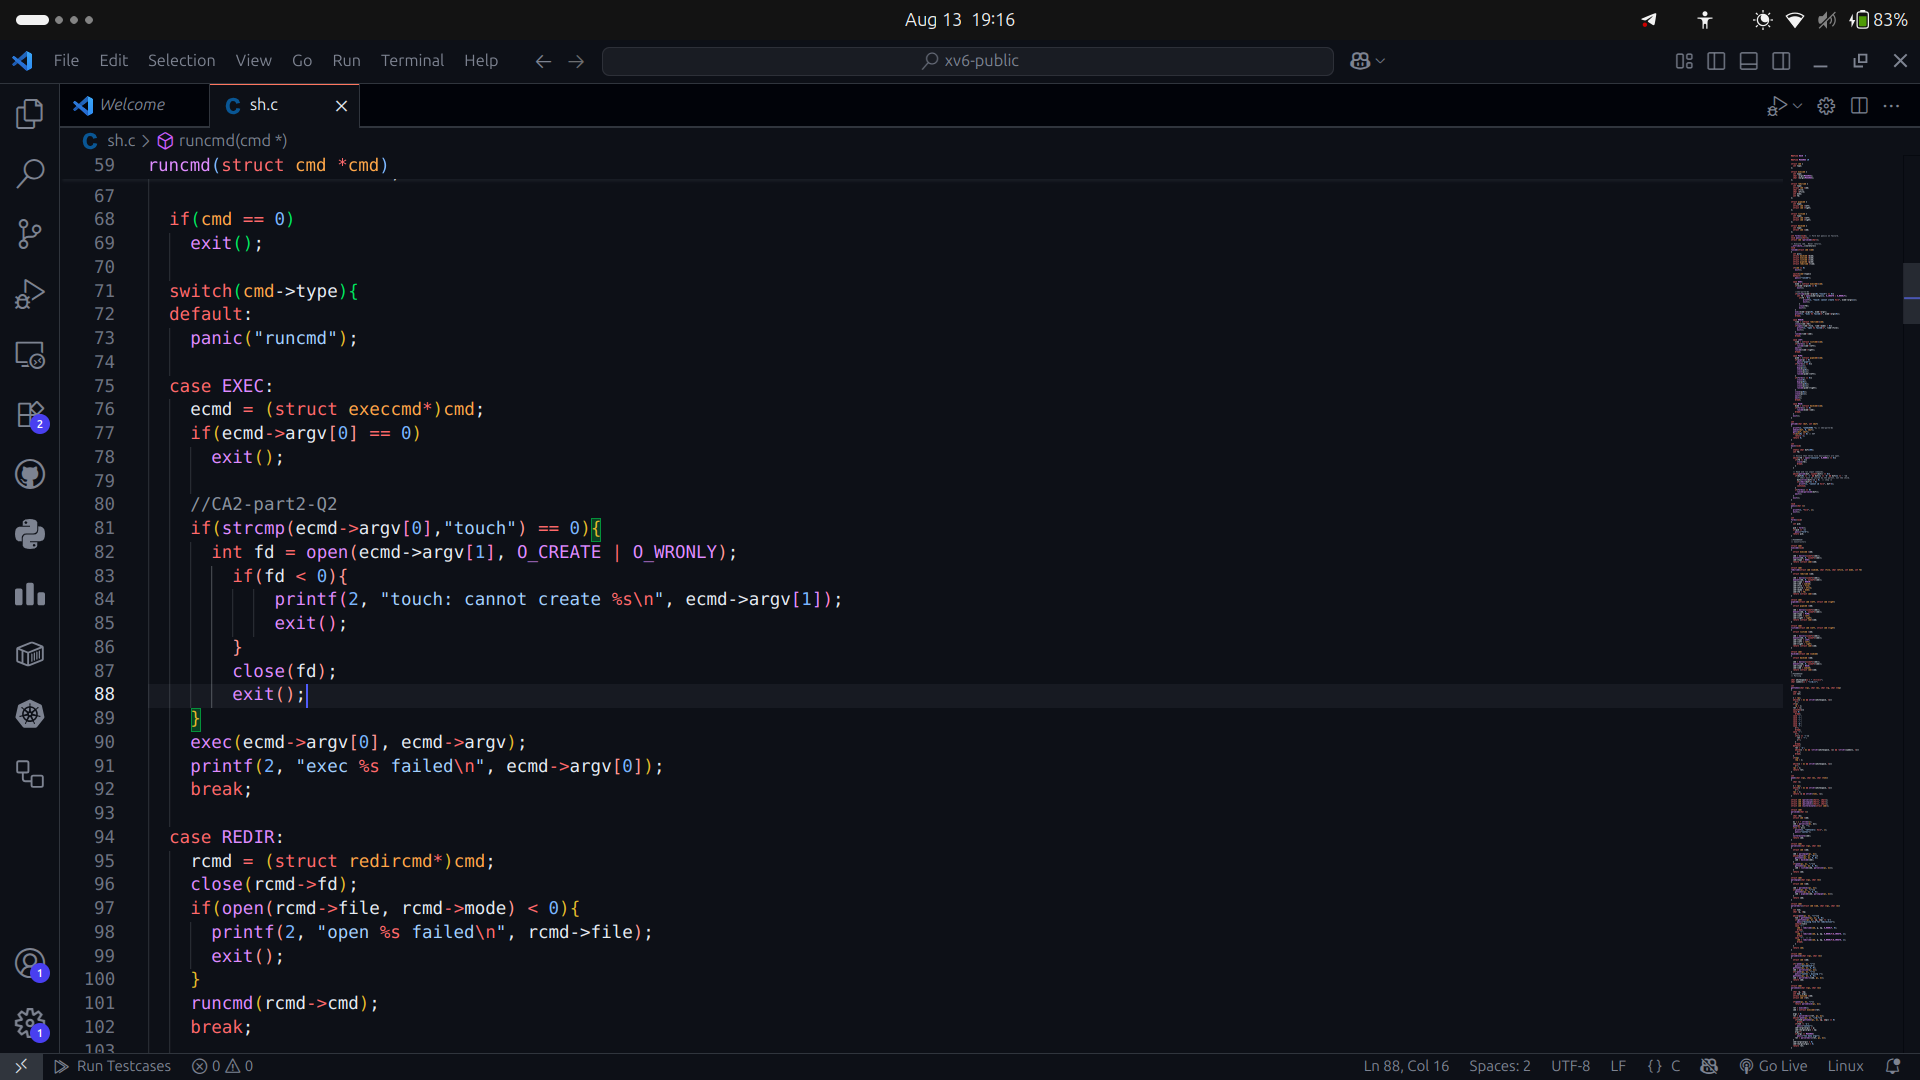 Aug 13 19:16
83%
File Edit Selection View Go Run Terminal Help
xv6-public
Welcome
C sh.c
C sh.c > runcmd(cmd *)
59 runcmd(struct cmd *cmd)
67
68 if(cmd == 0)
69 exit();
70
71 switch(cmd->type){
72 default:
73 panic("runcmd");
74
75 case EXEC:
76 ecmd = (struct execcmd*)cmd;
77 if(ecmd->argv[0] == 0)
78 exit();
79
80 //CA2-part2-Q2
81 if(strcmp(ecmd->argv[0],"touch") == 0){
82 int fd = open(ecmd->argv[1], O_CREATE | O_WRONLY);
83 if(fd < 0){
84 printf(2, "touch: cannot create %s\n", ecmd->argv[1]);
85 exit();
86 }
87 close(fd);
88 exit();
89 }
90 exec(ecmd->argv[0], ecmd->argv);
91 printf(2, "exec %s failed\n", ecmd->argv[0]);
92 break;
93
94 case REDIR:
95 rcmd = (struct redircmd*)cmd;
96 close(rcmd->fd);
97 if(open(rcmd->file, rcmd->mode) < 0){
98 printf(2, "open %s failed\n", rcmd->file);
99 exit();
100 }
101 runcmd(rcmd->cmd);
102 break;
103
2
1
1
Run Testcases 0 0
Ln 88, Col 16 Spaces: 2 UTF-8 LF {} C Go Live Linux